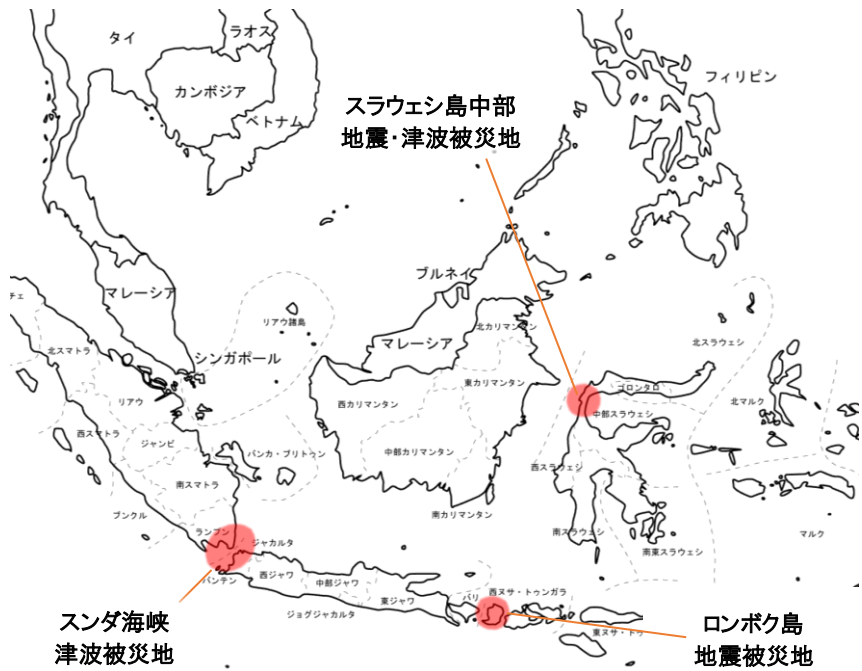 タイ
ラオス
カンボジア
ベトナム
フィリピン
スラウェシ島中部
地震・津波被災地
マレーシア
ブルネイ
リアウ諸島
チェ
北スマトラ
シンガポール
マレーシア
北カリマンタン
北スラウェシ
東カリマンタン
ゴロンタロ
リアウ
西カリマンタン
北マルク
中部スラウェシ
西スマトラ
ジャンビ
バンカ・ブリトゥン
中部カリマンタン
西スラウェシ
南スマトラ
ブンクル
南カリマンタン
ランプン
ジャカルタ
南スラウェシ
マルク
南東スラウェシ
バンテン
西ジャワ
中部ジャワ
東ジャワ
ジョグジャカルタ
バリ
西ヌサ・トゥンガラ
東ヌサ・トゥ
スンダ海峡
津波被災地
ロンボク島
地震被災地